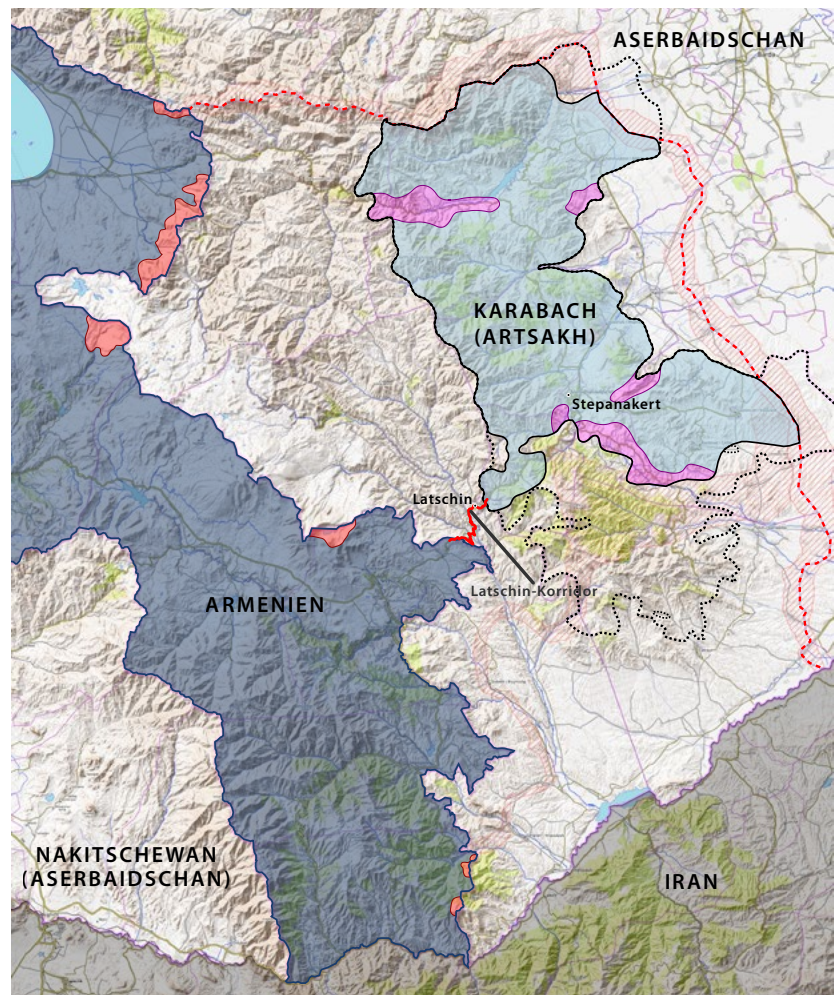 ASERBAIDSCHAN
KARABACH
(ARTSAKH)
Stepanakert
Latschin
Latschin-Korridor
ARMENIEN
NAKITSCHEWAN
(ASERBAIDSCHAN)
IRAN